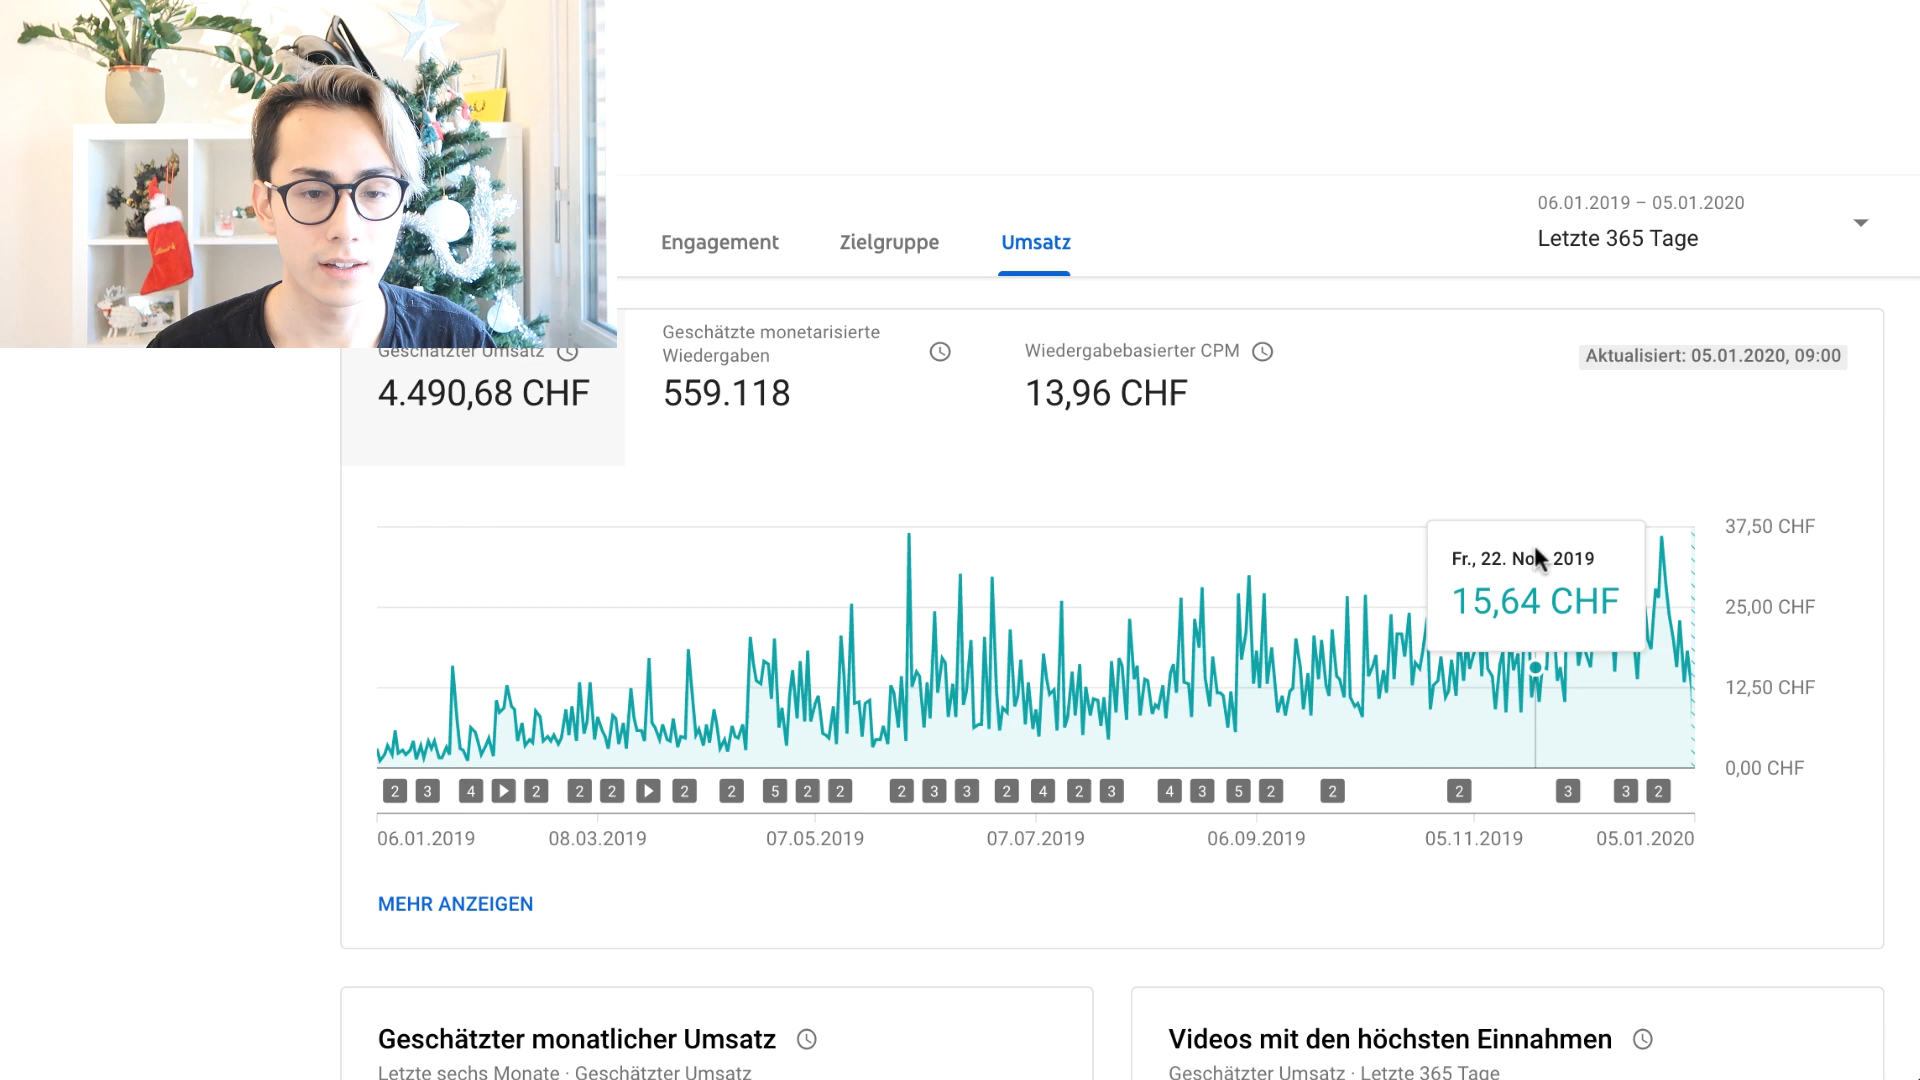 Engagement
Zielgruppe
Umsatz
06.01.2019 – 05.01.2020
Letzte 365 Tage
Geschätzter Umsatz
4.490,68 CHF
Geschätzte monetarisierte
Wiedergaben
559.118
Wiedergabebasierter CPM
13,96 CHF
Aktualisiert: 05.01.2020, 09:00
37,50 CHF
25,00 CHF
12,50 CHF
0,00 CHF
Fr., 22. No 2019
15,64 CHF
2 3 4 2 2 2 2 2 5 2 2 2 3 3 2 4 2 3 4 3 5 2 2 2 3 3 2
06.01.2019 08.03.2019 07.05.2019 07.07.2019 06.09.2019 05.11.2019 05.01.2020
MEHR ANZEIGEN
Geschätzter monatlicher Umsatz
Letzte sechs Monate · Geschätzter Umsatz
Videos mit den höchsten Einnahmen
Geschätzter Umsatz · Letzte 365 Tage